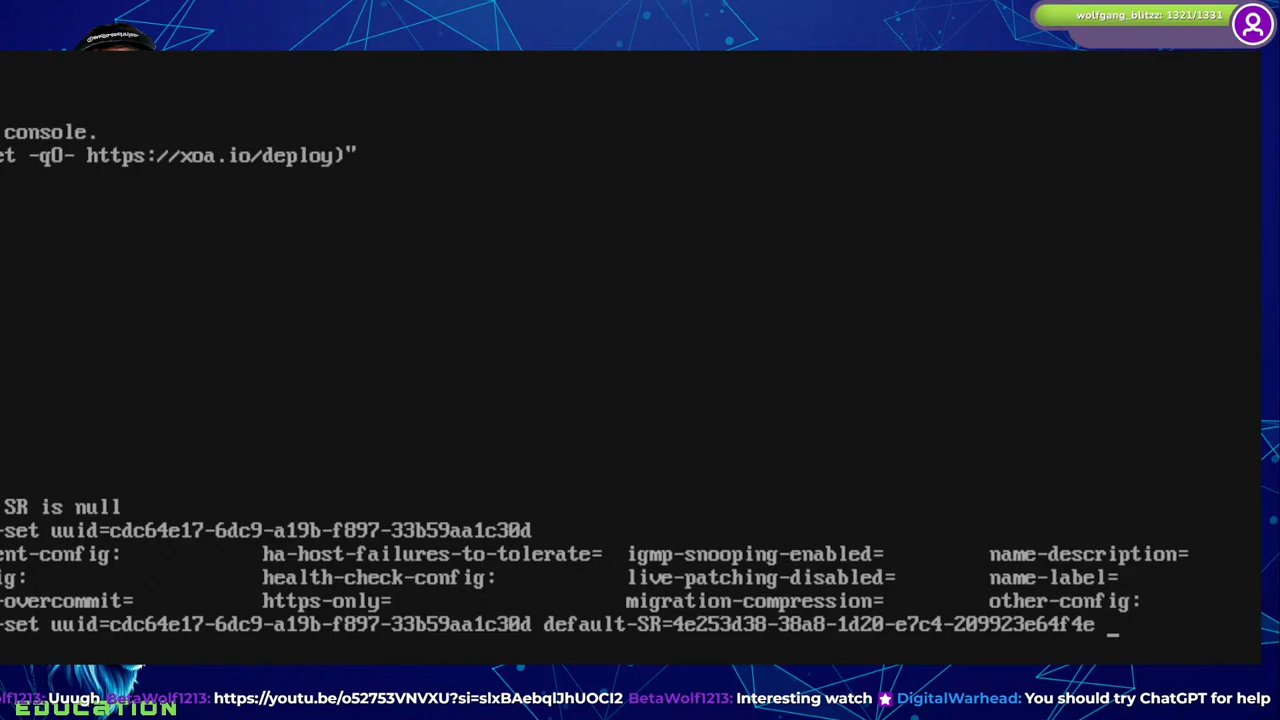 wolfgang_blitzz: 1321/1331
console.
et -qO- https://xoa.io/deploy)"
SR is null
-set uuid=cdc64e17-6dc9-a19b-f897-33b59aa1c30d
ent-config: ha-host-failures-to-tolerate= igmp-snooping-enabled= name-description=
ig: health-check-config: live-patching-disabled= name-label=
-overcommit= https-only= migration-compression= other-config:
-set uuid=cdc64e17-6dc9-a19b-f897-33b59aa1c30d default-SR=4e253d38-38a8-1d20-e7c4-209923e64f4e _
olf1213: Uuugh BetaWolf1213: https://youtu.be/o52753VNVXU?si=slxBAebqlJhUOCI2 BetaWolf1213: Interesting watch DigitalWarhead: You should try ChatGPT for help
EDUCATION